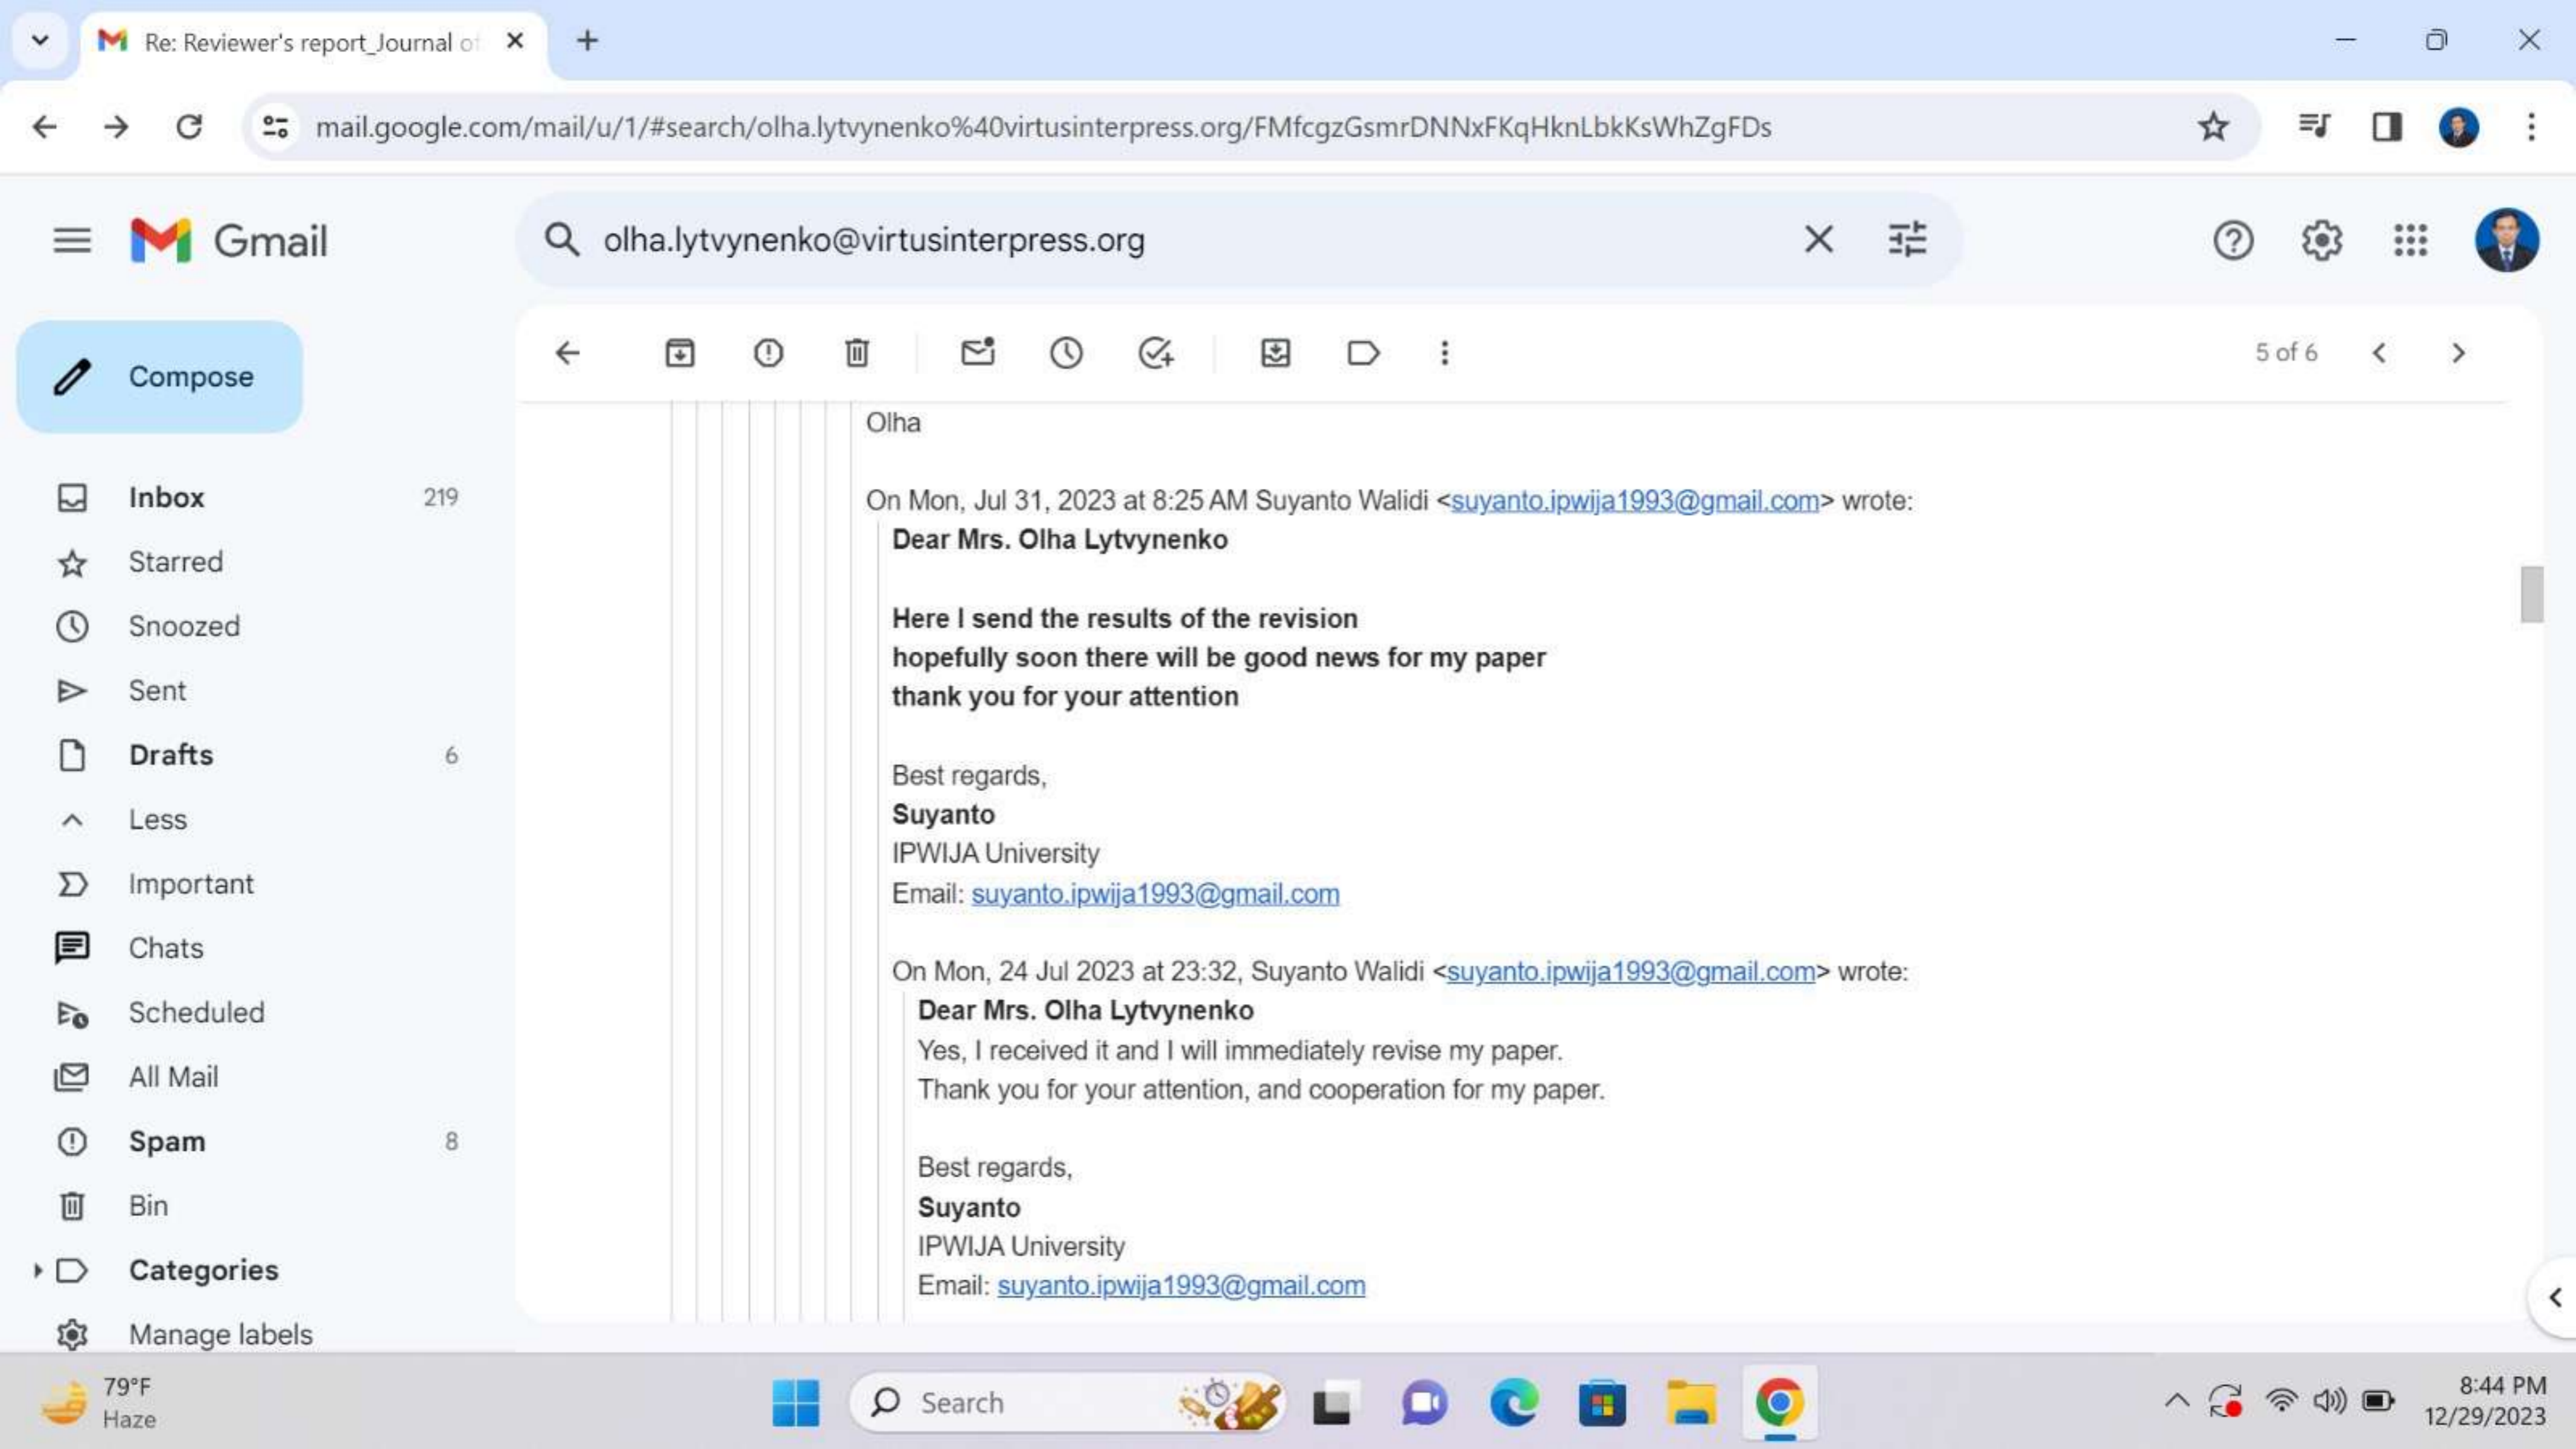 Re: Reviewer's report_Journal of
mail.google.com/mail/u/1/#search/olha.lytvynenko%40virtusinterpress.org/FMfcgzGsmrDNNxFKqHknLbkKsWhZgFDs
Gmail
olha.lytvynenko@virtusinterpress.org
Compose
5 of 6
Inbox 219
Starred
Snoozed
Sent
Drafts 6
Less
Important
Chats
Scheduled
All Mail
Spam 8
Bin
Categories
Manage labels
Olha
On Mon, Jul 31, 2023 at 8:25 AM Suyanto Walidi <suyanto.ipwija1993@gmail.com> wrote:
Dear Mrs. Olha Lytvynenko
Here I send the results of the revision
hopefully soon there will be good news for my paper
thank you for your attention
Best regards,
Suyanto
IPWIJA University
Email: suyanto.ipwija1993@gmail.com
On Mon, 24 Jul 2023 at 23:32, Suyanto Walidi <suyanto.ipwija1993@gmail.com> wrote:
Dear Mrs. Olha Lytvynenko
Yes, I received it and I will immediately revise my paper.
Thank you for your attention, and cooperation for my paper.
Best regards,
Suyanto
IPWIJA University
Email: suyanto.ipwija1993@gmail.com
79°F
Haze
Search
8:44 PM
12/29/2023